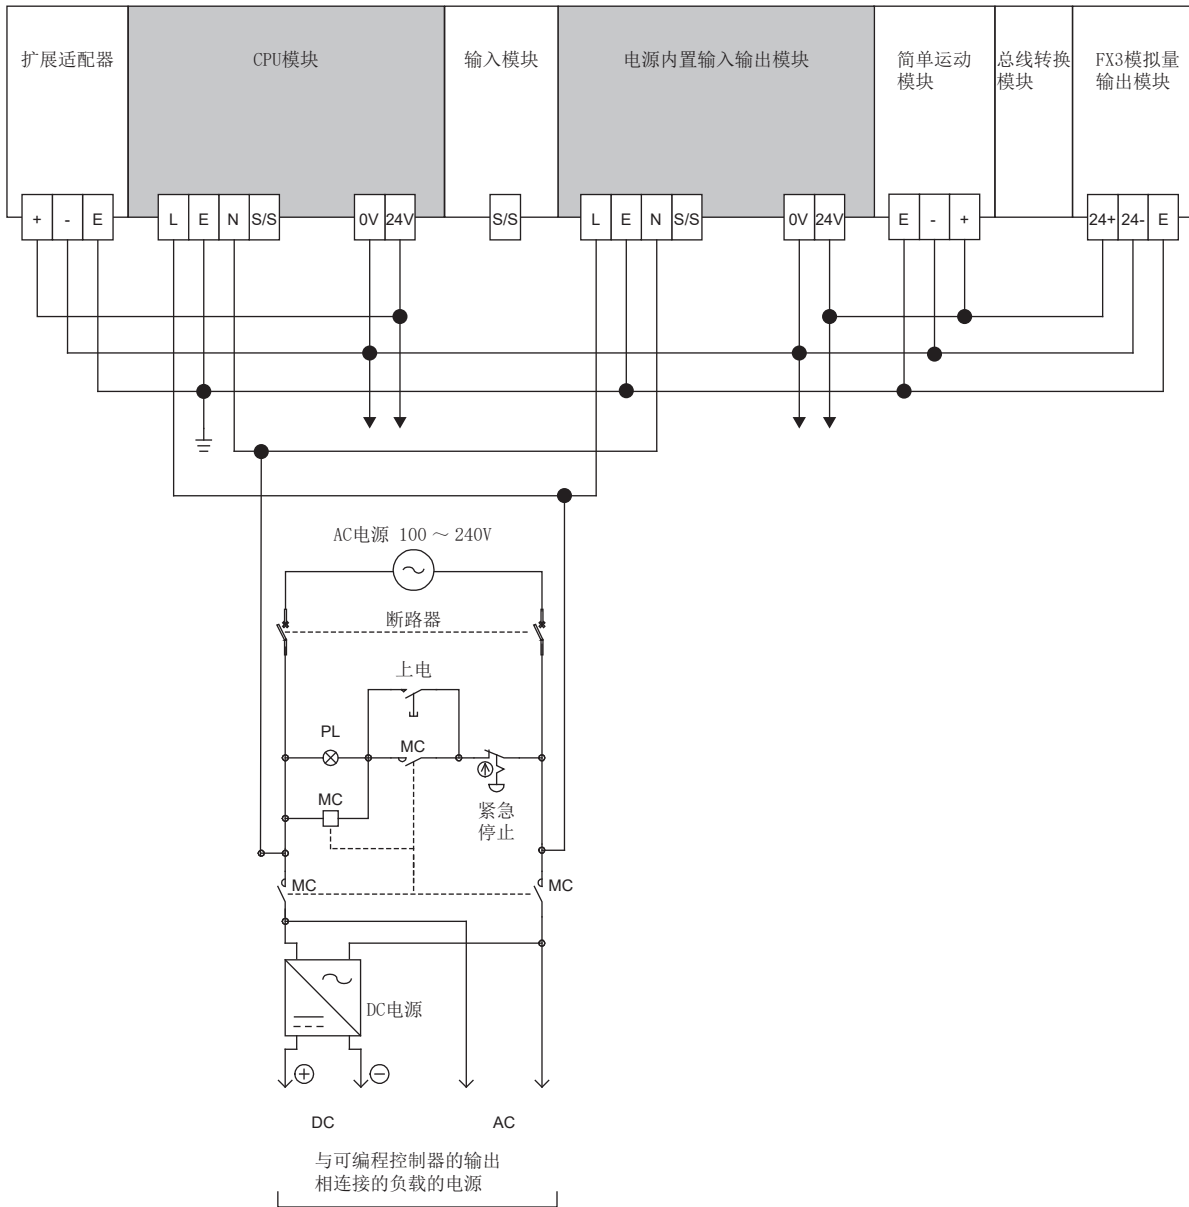 扩展适配器
CPU模块
输入模块
电源内置输入输出模块
简单运动
模块
总线转换
模块
FX3模拟量
输出模块
+ - E
L E N S/S
0V 24V
S/S
L E N S/S
0V 24V
E - +
24+ 24- E
AC电源 100 ～ 240V
断路器
上电
PL
MC
MC
紧急
停止
MC
MC
DC电源
DC
AC
与可编程控制器的输出
相连接的负载的电源